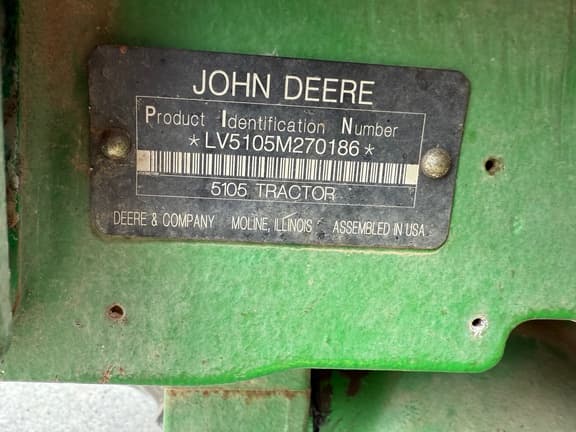 JOHN DEERE
Product Identification Number
*LV5105M270186*
5105 TRACTOR
DEERE & COMPANY MOLINE, ILLINOIS ASSEMBLED IN USA